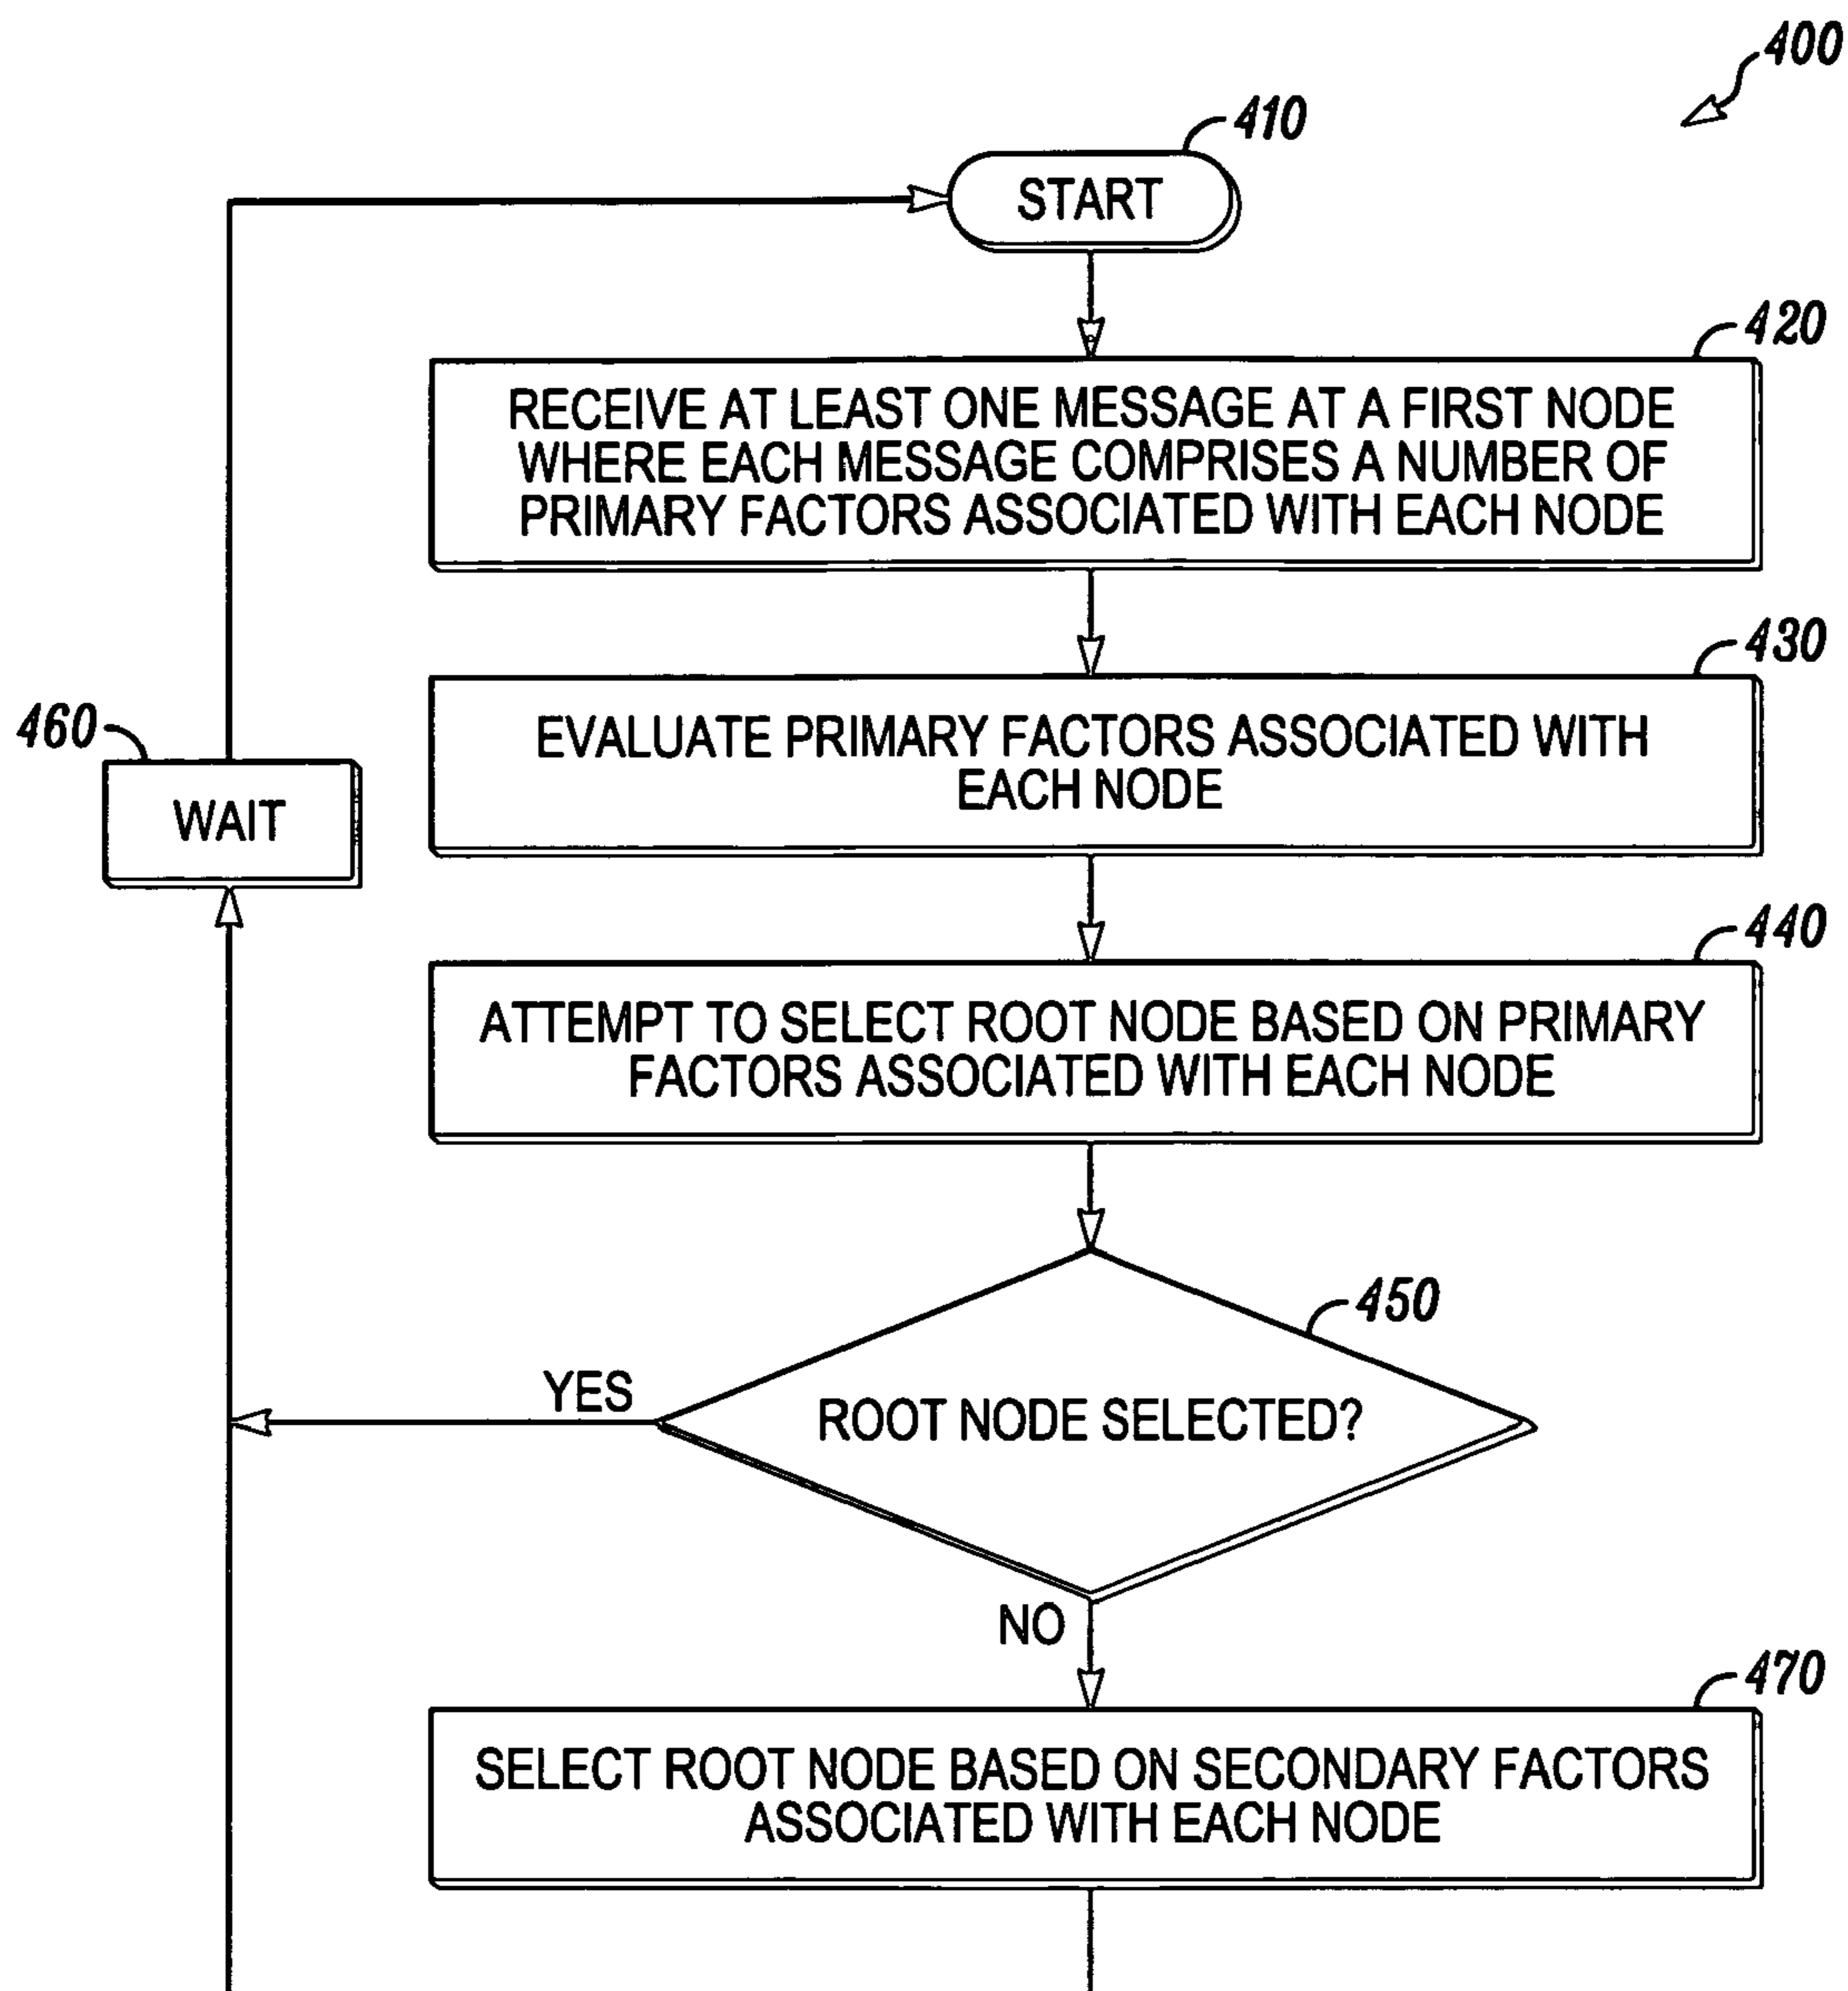 400
410
START
420
RECEIVE AT LEAST ONE MESSAGE AT A FIRST NODE
WHERE EACH MESSAGE COMPRISES A NUMBER OF
PRIMARY FACTORS ASSOCIATED WITH EACH NODE
430
EVALUATE PRIMARY FACTORS ASSOCIATED WITH
EACH NODE
460
WAIT
440
ATTEMPT TO SELECT ROOT NODE BASED ON PRIMARY
FACTORS ASSOCIATED WITH EACH NODE
450
YES
ROOT NODE SELECTED?
NO
470
SELECT ROOT NODE BASED ON SECONDARY FACTORS
ASSOCIATED WITH EACH NODE